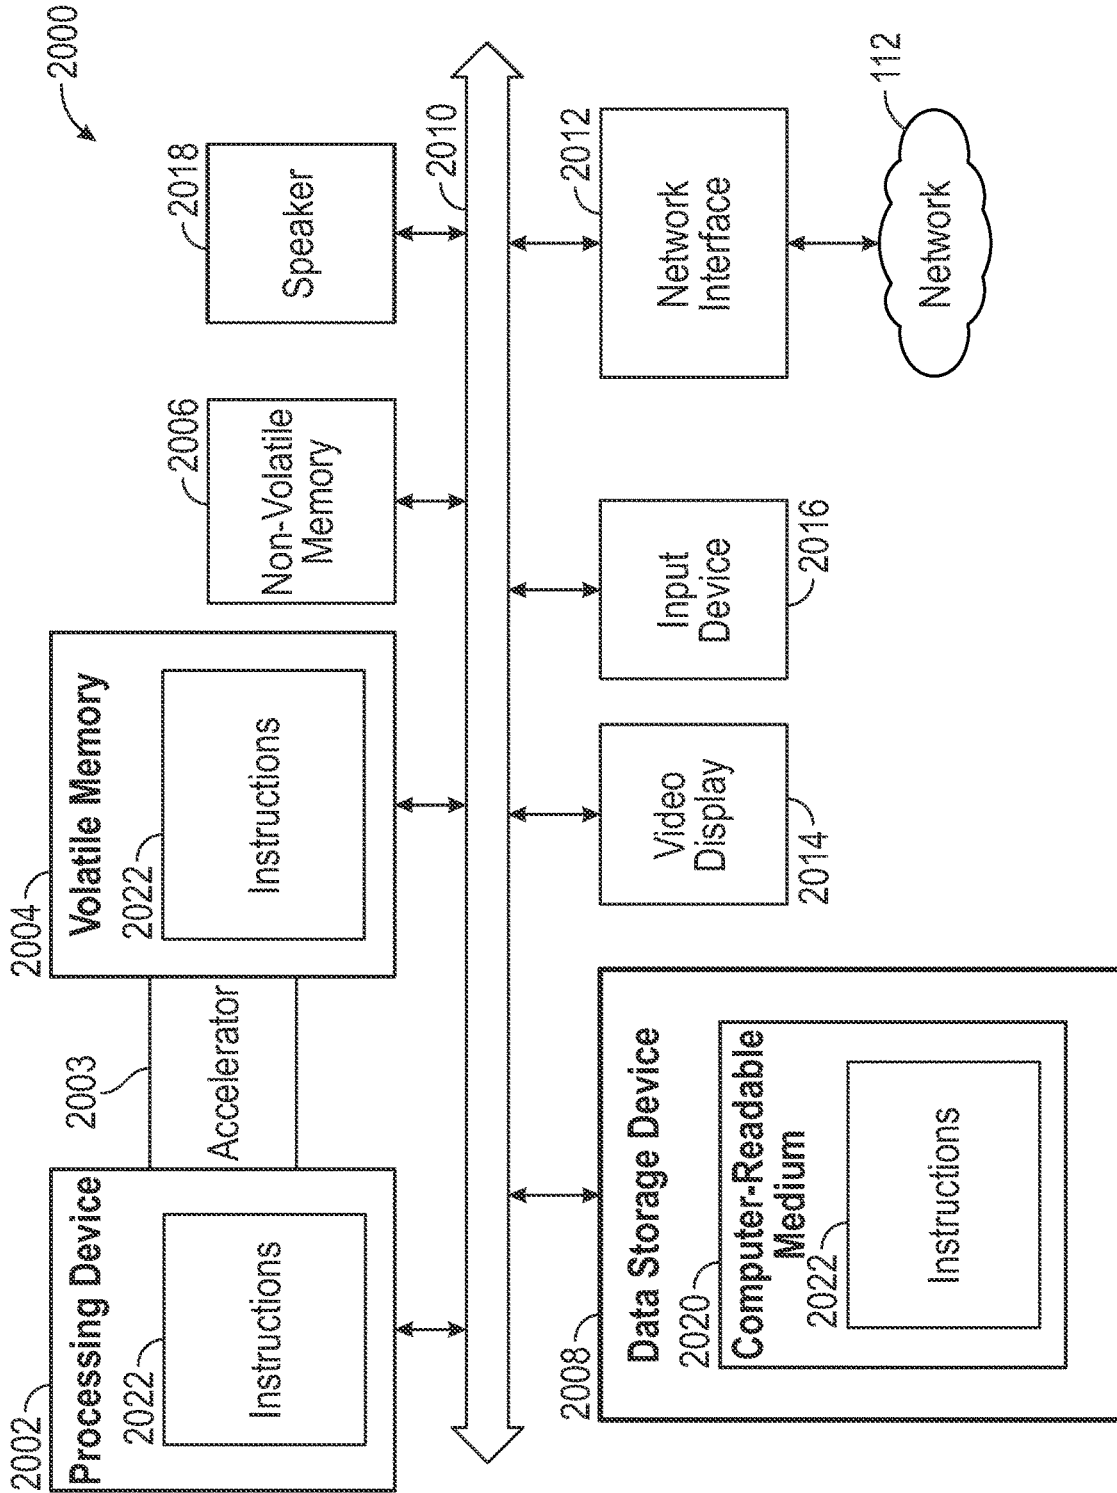 2000
2002
Processing Device
2022
Instructions
2003
Accelerator
2004
Volatile Memory
2022
Instructions
2006
Non-Volatile
Memory
2018
Speaker
2010
2008
Data Storage Device
2020
Computer-Readable
Medium
2022
Instructions
Video
Display
2014
Input
Device
2016
2012
Network
Interface
112
Network